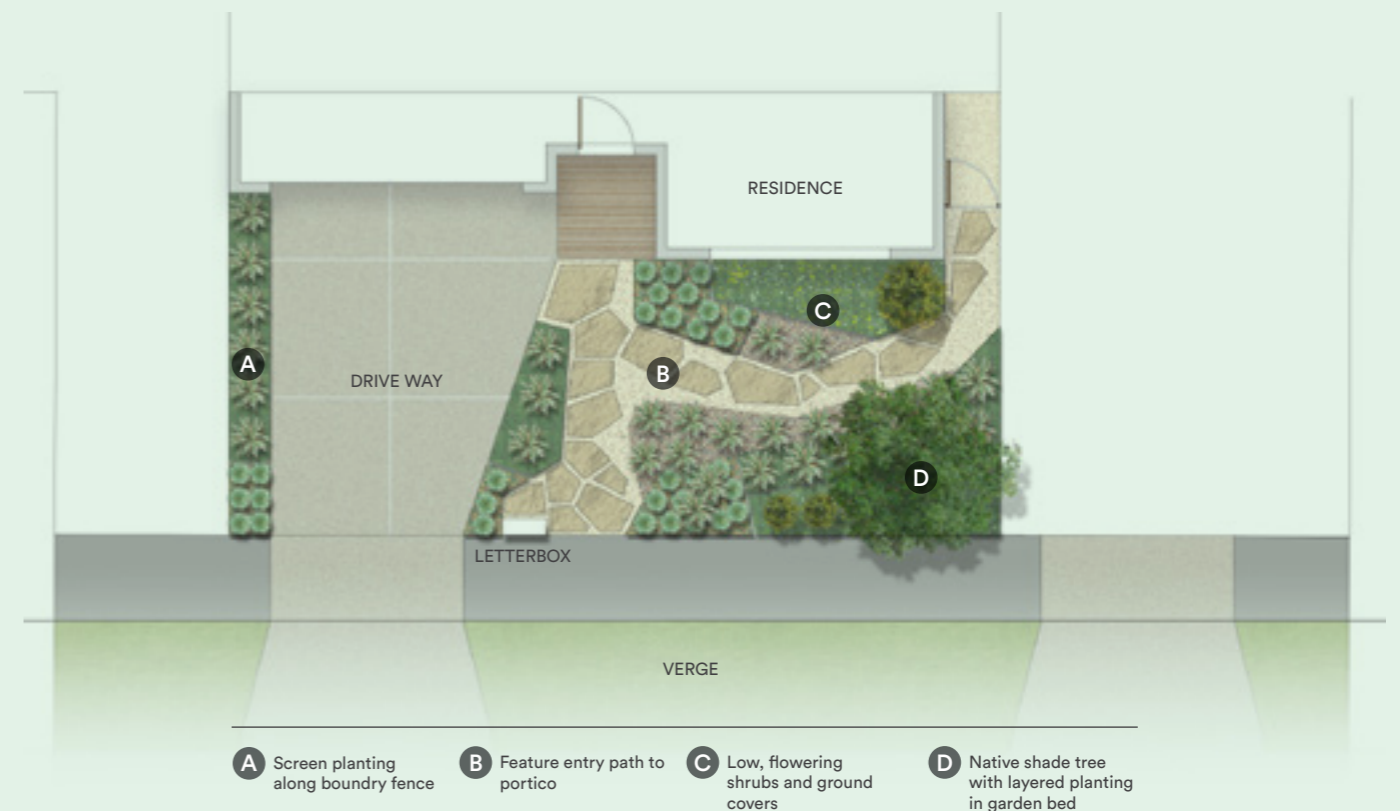 RESIDENCE
C
A
B
DRIVE WAY
D
LETTERBOX
VERGE
A
Screen planting
along boundry fence
B
Feature entry path to
portico
C
Low, flowering
shrubs and ground
covers
D
Native shade tree
with layered planting
in garden bed